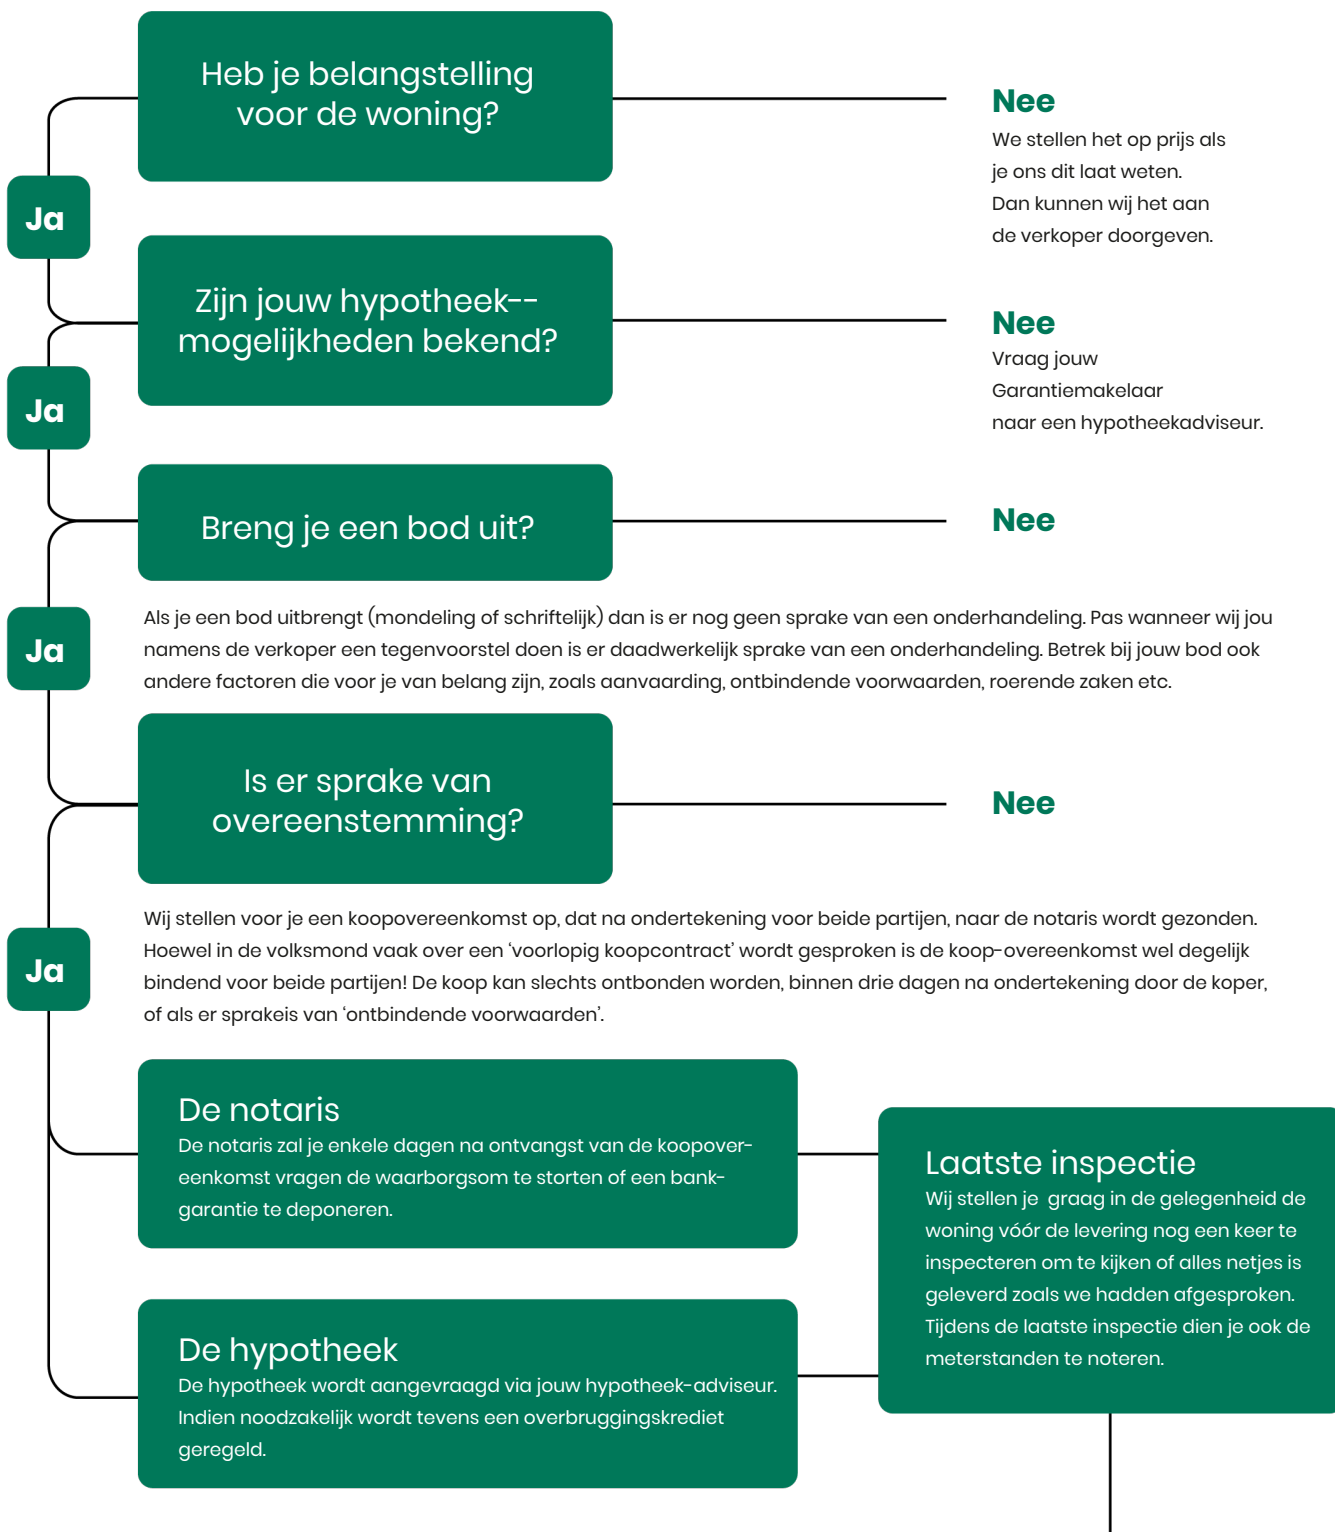 Heb je belangstelling
voor de woning?
Nee
We stellen het op prijs als
je ons dit laat weten.
Dan kunnen wij het aan
de verkoper doorgeven.
Ja
Zijn jouw hypotheek--
mogelijkheden bekend?
Nee
Vraag jouw
Garantiemakelaar
naar een hypotheekadviseur.
Ja
Breng je een bod uit?
Nee
Als je een bod uitbrengt (mondeling of schriftelijk) dan is er nog geen sprake van een onderhandeling. Pas wanneer wij jou
namens de verkoper een tegenvoorstel doen is er daadwerkelijk sprake van een onderhandeling. Betrek bij jouw bod ook
andere factoren die voor je van belang zijn, zoals aanvaarding, ontbindende voorwaarden, roerende zaken etc.
Ja
Is er sprake van
overeenstemming?
Nee
Wij stellen voor je een koopovereenkomst op, dat na ondertekening voor beide partijen, naar de notaris wordt gezonden.
Hoewel in de volksmond vaak over een ‘voorlopig koopcontract’ wordt gesproken is de koop-overeenkomst wel degelijk
bindend voor beide partijen! De koop kan slechts ontbonden worden, binnen drie dagen na ondertekening door de koper,
of als er sprakeis van ‘ontbindende voorwaarden’.
Ja
De notaris
De notaris zal je enkele dagen na ontvangst van de koopover-
eenkomst vragen de waarborgsom te storten of een bank-
garantie te deponeren.
Laatste inspectie
Wij stellen je graag in de gelegenheid de
woning vóór de levering nog een keer te
inspecteren om te kijken of alles netjes is
geleverd zoals we hadden afgesproken.
Tijdens de laatste inspectie dien je ook de
meterstanden te noteren.
De hypotheek
De hypotheek wordt aangevraagd via jouw hypotheek-adviseur.
Indien noodzakelijk wordt tevens een overbruggingskrediet
geregeld.